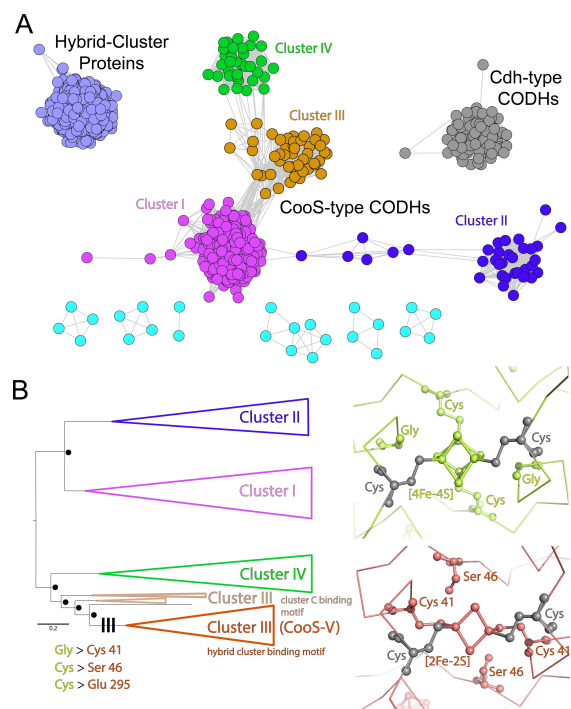 A
Hybrid-Cluster
Proteins
Cluster IV
Cdh-type
CODHs
Cluster III
Cluster I
CooS-type CODHs
Cluster II
B
Cluster II
Cluster I
Cluster IV
Cluster III
cluster C binding
motif
Cluster III (CooS-V)
hybrid cluster binding motif
0.2
Gly > Cys 41
Cys > Ser 46
Cys > Glu 295
Cys
Gly
Cys
Cys
[4Fe-4S]
Gly
Cys
Ser 46
Cys 41
Cys
Cys
[2Fe-2S]
Ser 46
Cys 41